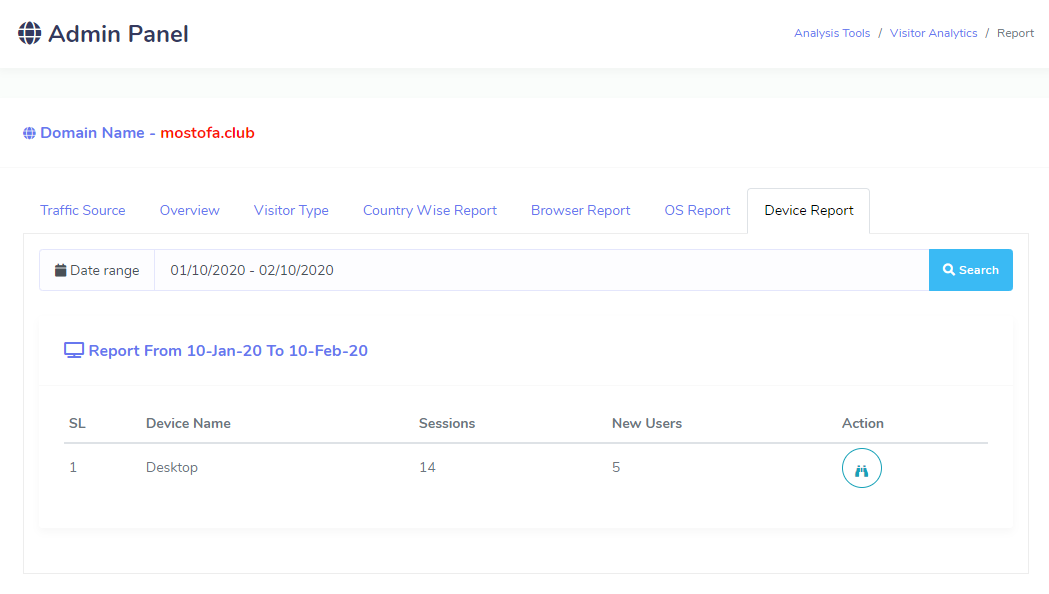 Admin Panel
Analysis Tools / Visitor Analytics / Report
Domain Name - mostofa.club
Traffic Source Overview Visitor Type Country Wise Report Browser Report OS Report Device Report
Date range 01/10/2020 - 02/10/2020 Search
Report From 10-Jan-20 To 10-Feb-20
SL Device Name Sessions New Users Action
1 Desktop 14 5